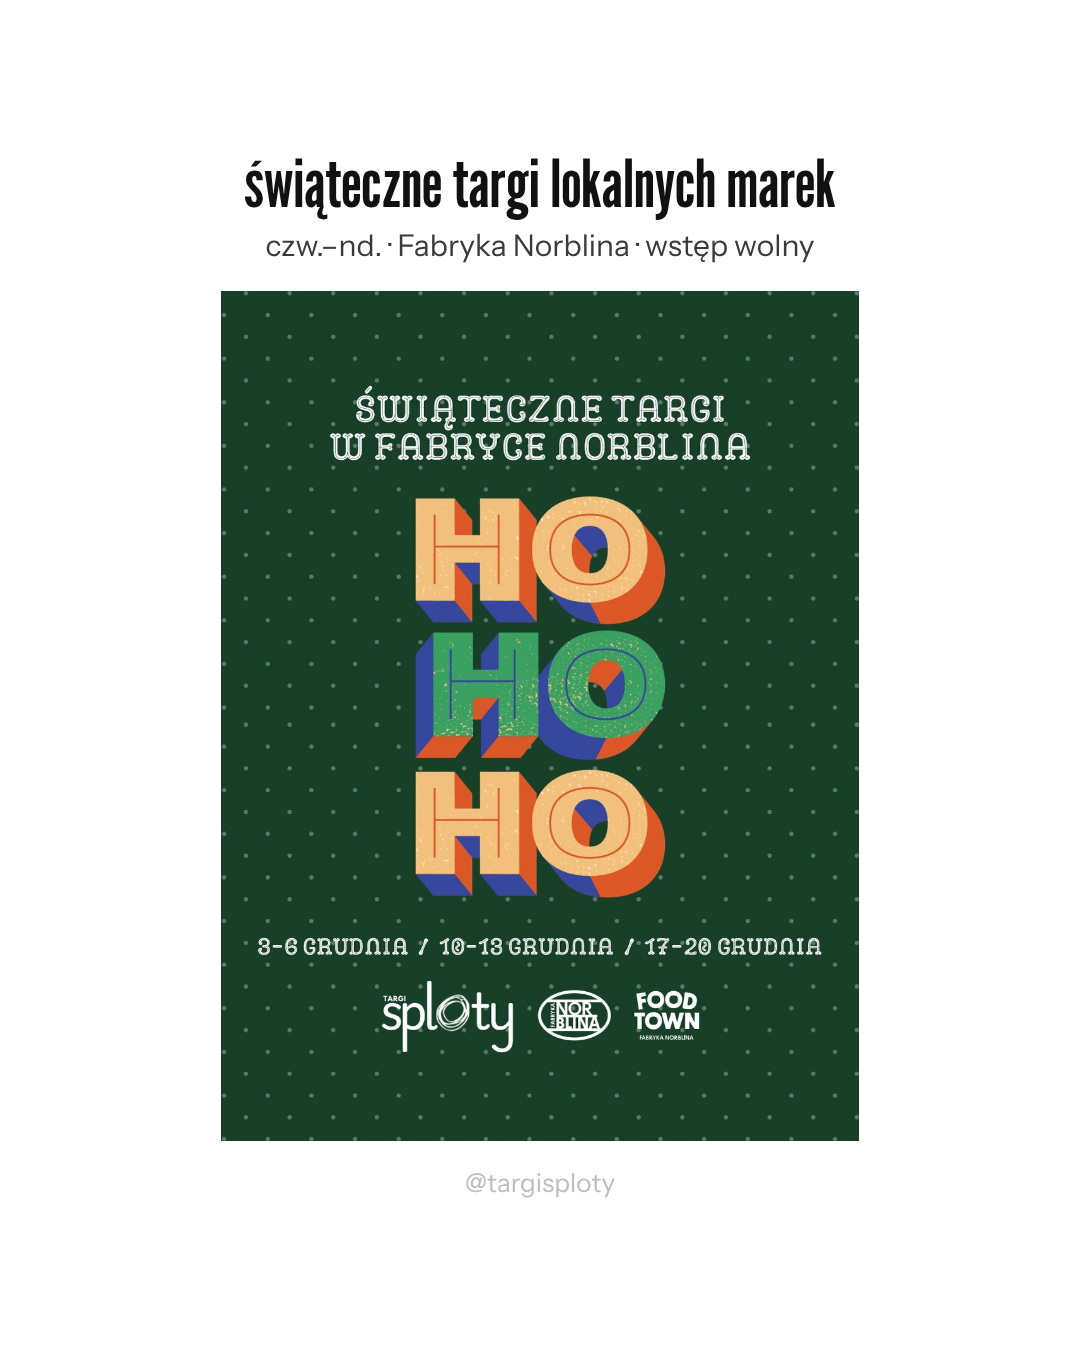 świąteczne targi lokalnych marek
czw.–nd. · Fabryka Norblina · wstęp wolny
ŚWIĄTECZNE TARGI
W FABRYCE NORBLINA
HO
HO
HO
3-6 GRUDNIA / 10-13 GRUDNIA / 17-20 GRUDNIA
TARGI
sploty
FABRYKA
NOR
BLINA
FOOD
TOWN
FABRYKA NORBLINA
@targisploty